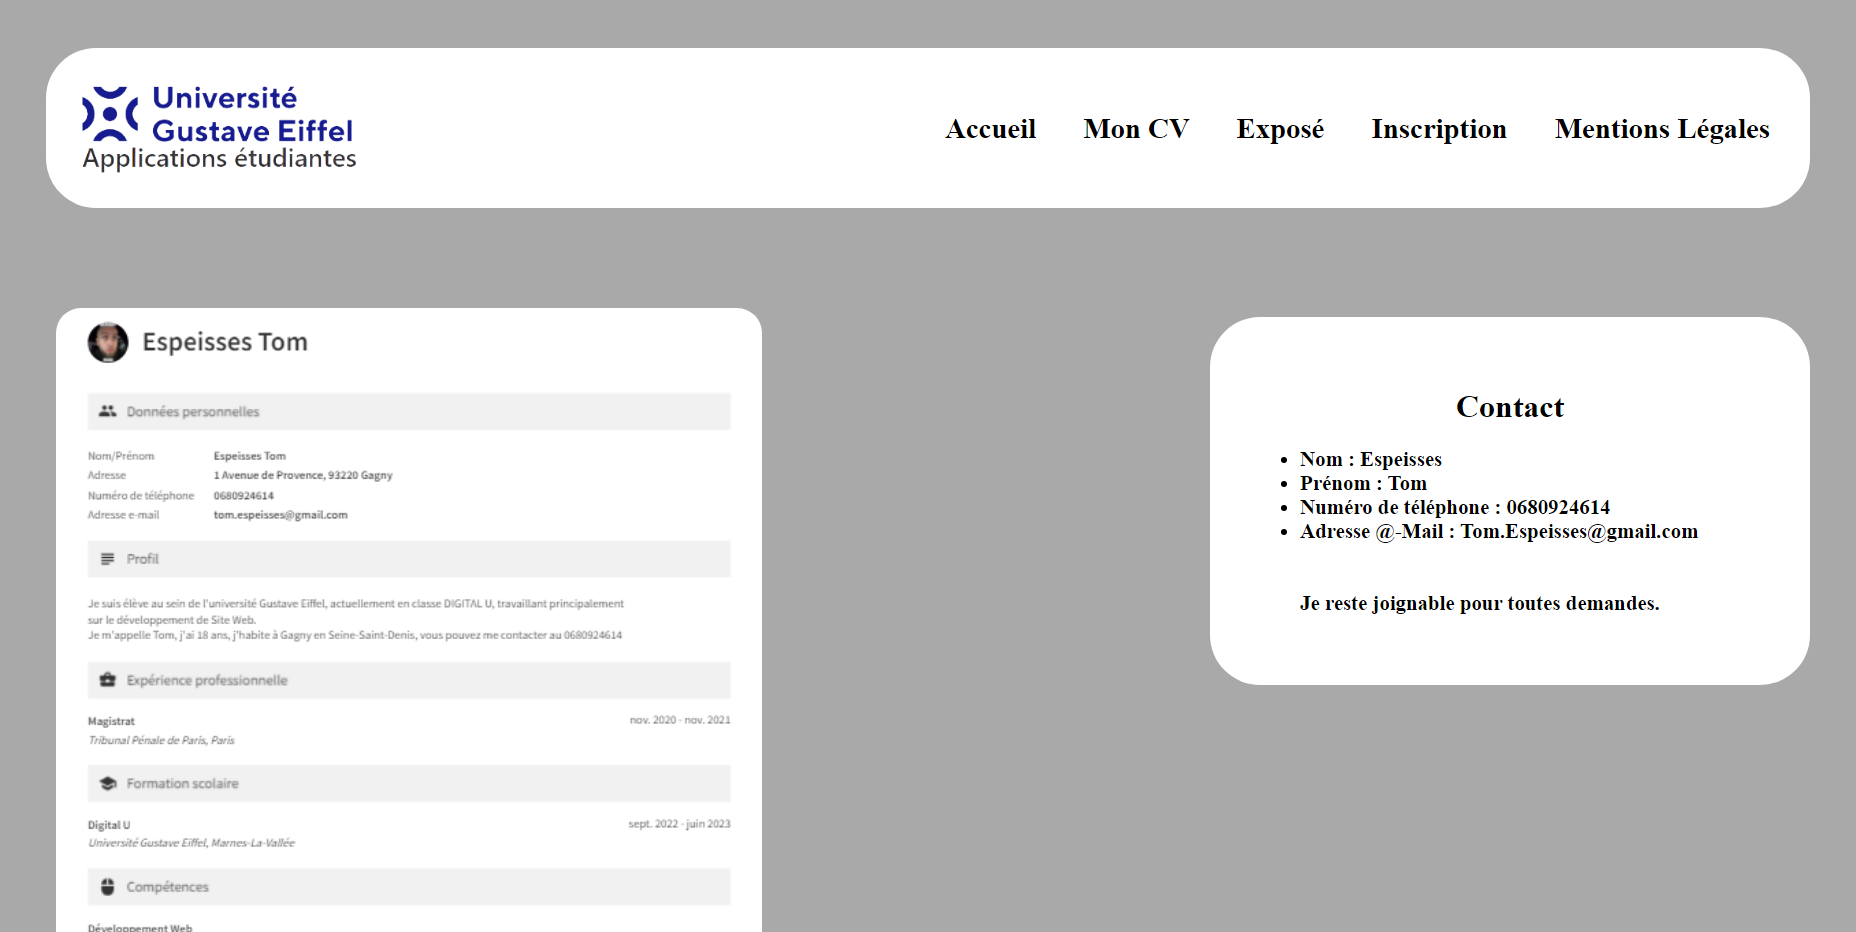 Université
Gustave Eiffel
Applications étudiantes
Accueil Mon CV Exposé Inscription Mentions Légales
Espeisses Tom
Données personnelles
Nom/Prénom Espeisses Tom
Adresse 1 Avenue de Provence, 93220 Gagny
Numéro de téléphone 0680924614
Adresse e-mail tom.espeisses@gmail.com
Profil
Je suis élève au sein de l'université Gustave Eiffel, actuellement en classe DIGITAL U, travaillant principalement
sur le développement de Site Web.
Je m'appelle Tom, j'ai 18 ans, j'habite à Gagny en Seine-Saint-Denis, vous pouvez me contacter au 0680924614
Expérience professionnelle
Magistrat nov. 2020 - nov. 2021
Tribunal Pénale de Paris, Paris
Formation scolaire
Digital U sept. 2022 - juin 2023
Université Gustave Eiffel, Marnes-La-Vallée
Compétences
Développement Web
Contact
Nom : Espeisses
Prénom : Tom
Numéro de téléphone : 0680924614
Adresse @-Mail : Tom.Espeisses@gmail.com
Je reste joignable pour toutes demandes.